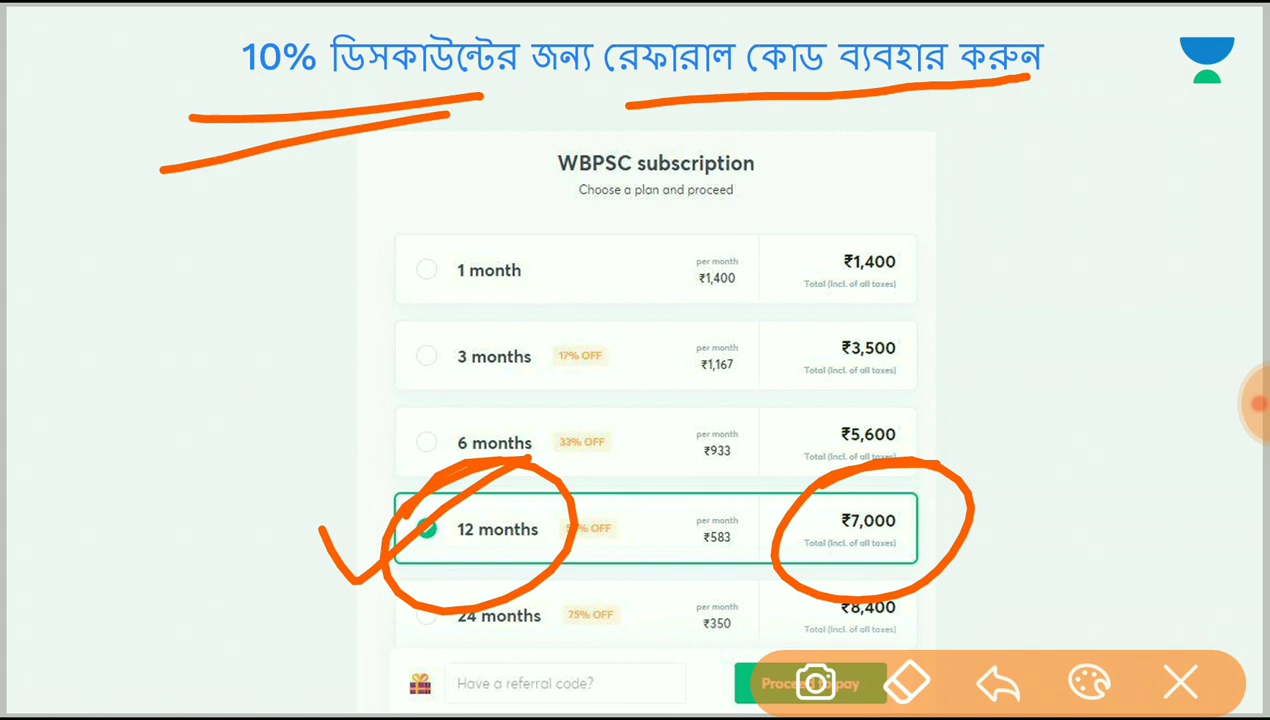 10% ডিসকাউন্টের জন্য রেফারাল কোড ব্যবহার করুন
WBPSC subscription
Choose a plan and proceed
1 month
per month
₹1,400
₹1,400
Total (Incl. of all taxes)
3 months
17% OFF
per month
₹1,167
₹3,500
Total (Incl. of all taxes)
6 months
33% OFF
per month
₹933
₹5,600
Total (Incl. of all taxes)
12 months
OFF
per month
₹583
₹7,000
Total (Incl. of all taxes)
24 months
75% OFF
per month
₹350
₹8,400
Total (Incl. of all taxes)
Have a referral code?
Proceed to pay